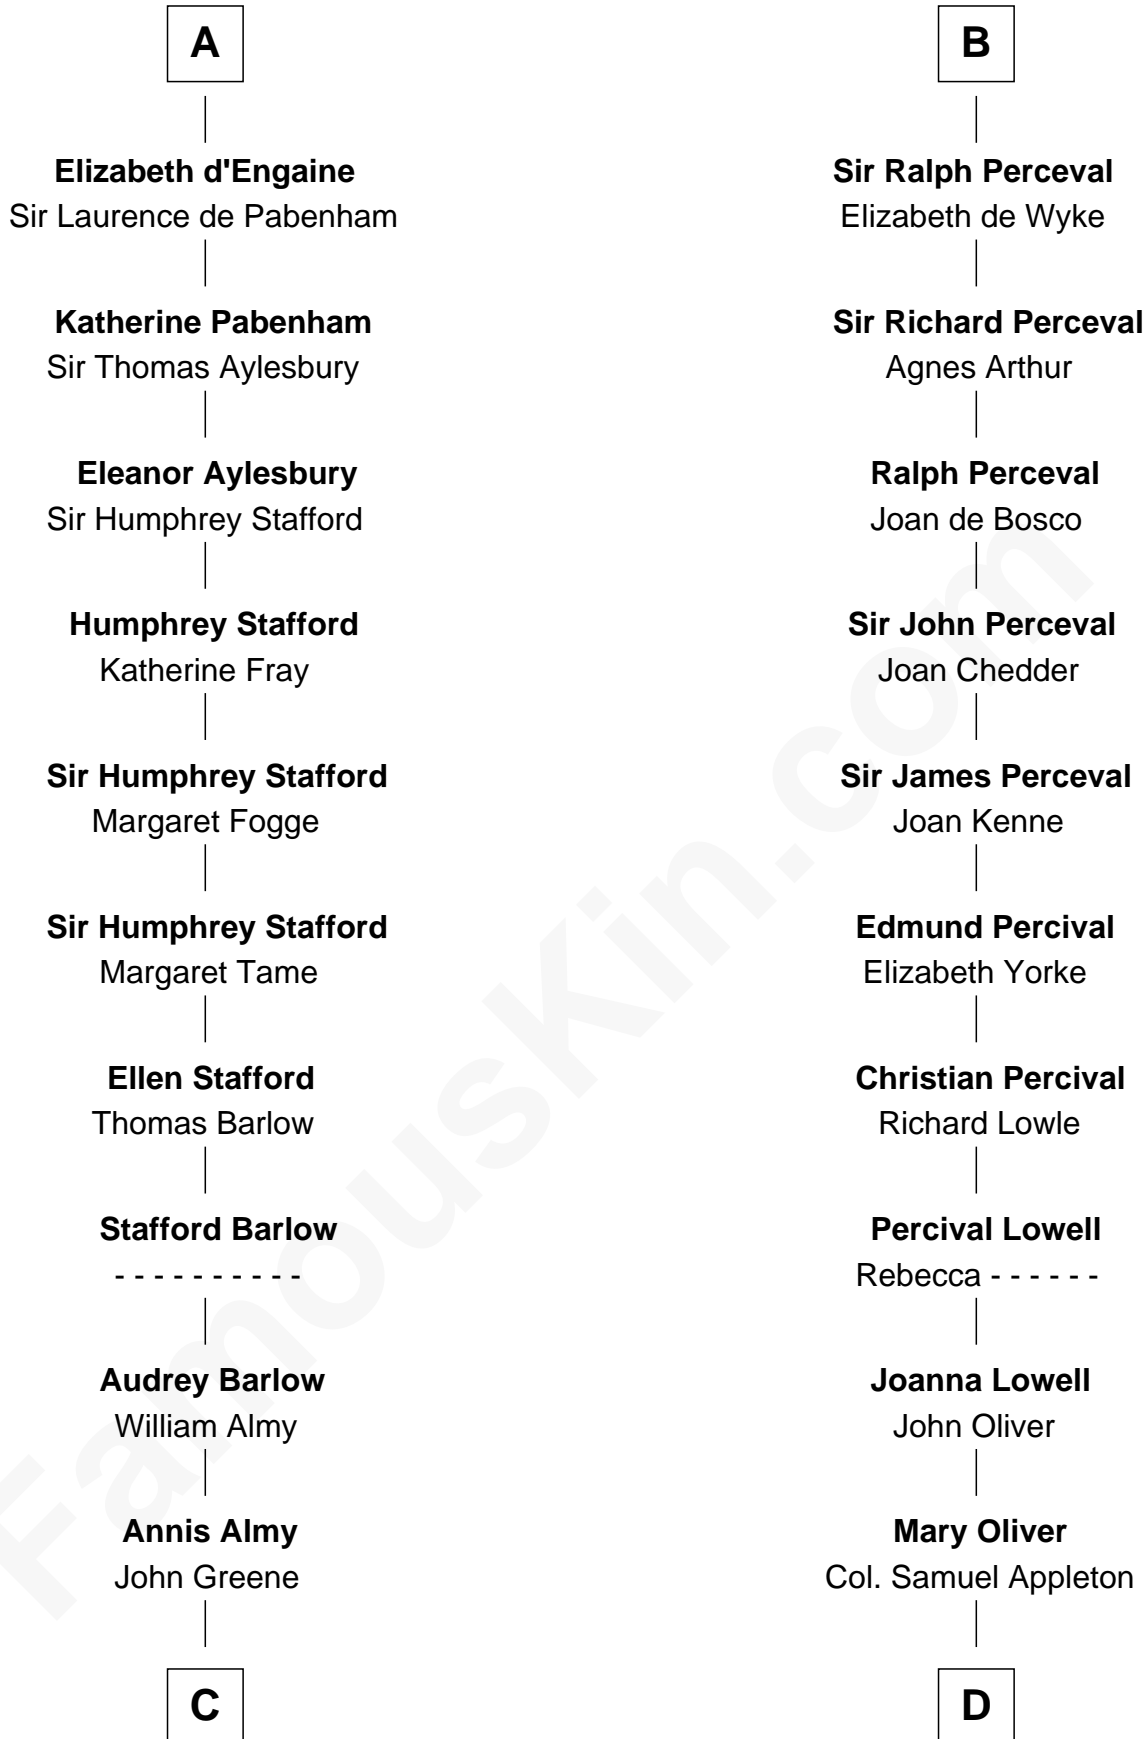 A
Elizabeth d'Engaine
Sir Laurence de Pabenham
Katherine Pabenham
Sir Thomas Aylesbury
Eleanor Aylesbury
Sir Humphrey Stafford
Humphrey Stafford
Katherine Fray
Sir Humphrey Stafford
Margaret Fogge
Sir Humphrey Stafford
Margaret Tame
Ellen Stafford
Thomas Barlow
Stafford Barlow
- - - - - - - - - -
Audrey Barlow
William Almy
Annis Almy
John Greene
C
B
Sir Ralph Perceval
Elizabeth de Wyke
Sir Richard Perceval
Agnes Arthur
Ralph Perceval
Joan de Bosco
Sir John Perceval
Joan Chedder
Sir James Perceval
Joan Kenne
Edmund Percival
Elizabeth Yorke
Christian Percival
Richard Lowle
Percival Lowell
Rebecca - - - - - -
Joanna Lowell
John Oliver
Mary Oliver
Col. Samuel Appleton
D
FamousKin.com